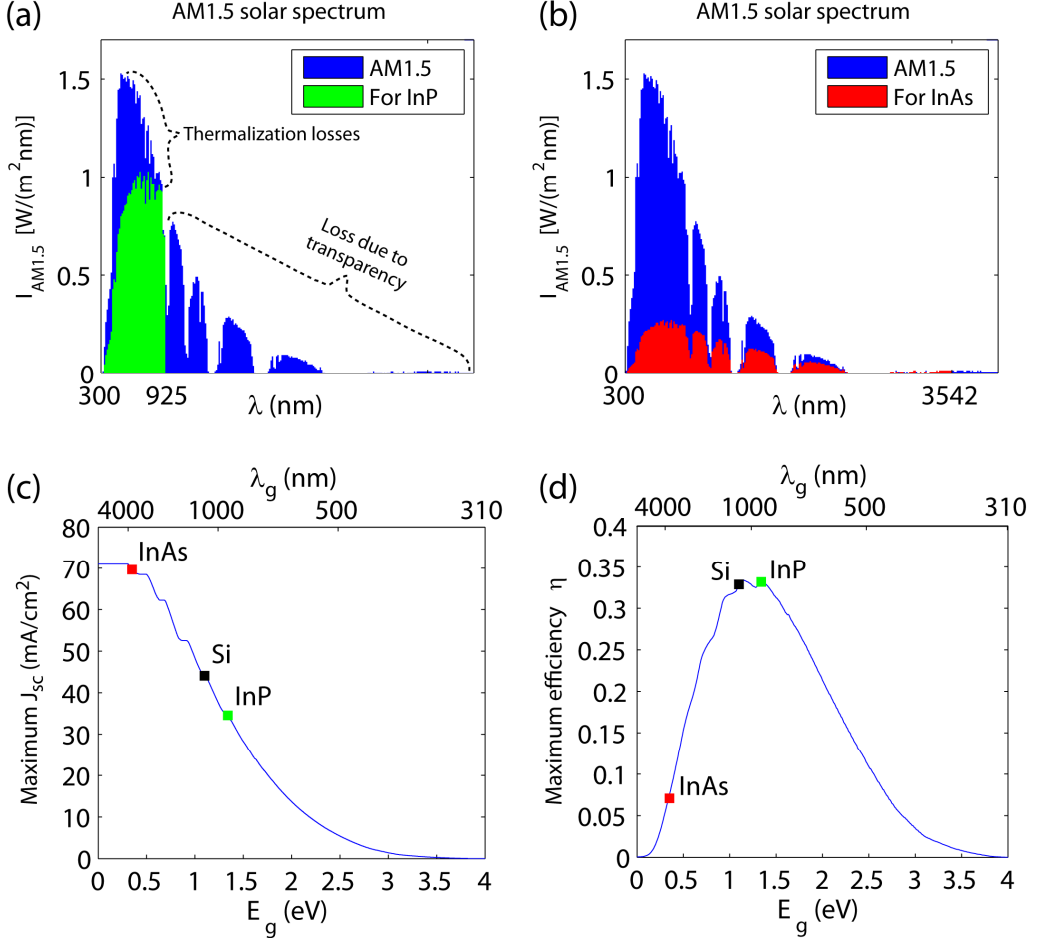 (a)
AM1.5 solar spectrum
AM1.5
For InP
Thermalization losses
Loss due to
transparency
I_AM1.5 [W/(m^2nm)]
1.5
1
0.5
0
300
925
λ (nm)
(b)
AM1.5 solar spectrum
AM1.5
For InAs
I_AM1.5 [W/(m^2nm)]
1.5
1
0.5
0
300
3542
λ (nm)
(c)
λ_g (nm)
4000 1000 500 310
80
70
60
50
40
30
20
10
0
Maximum J_sc (mA/cm^2)
InAs
Si
InP
0 0.5 1 1.5 2 2.5 3 3.5 4
E_g (eV)
(d)
λ_g (nm)
4000 1000 500 310
0.4
0.35
0.3
0.25
0.2
0.15
0.1
0.05
0
Maximum efficiency η
Si
InP
InAs
0 0.5 1 1.5 2 2.5 3 3.5 4
E_g (eV)